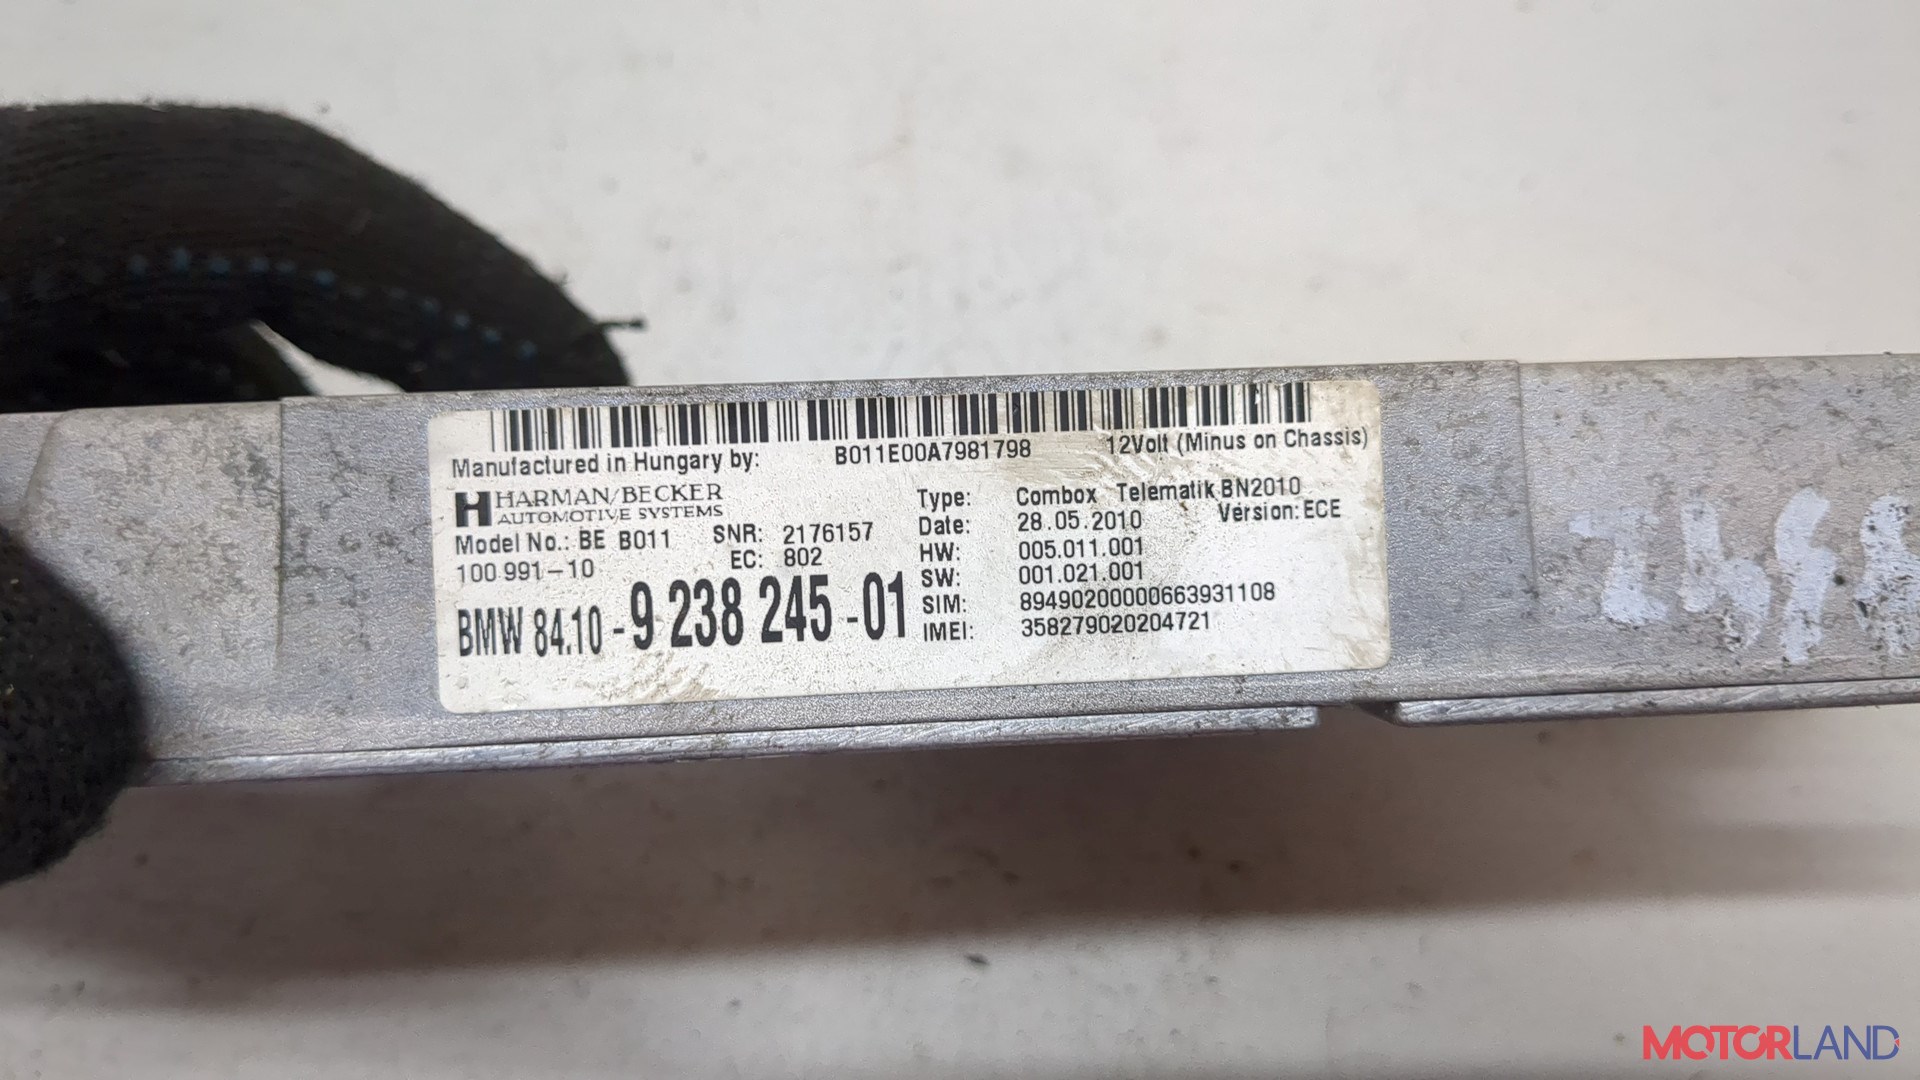 B011E00A7981798
12Volt (Minus on Chassis)
Manufactured in Hungary by:
HARMAN/BECKER
AUTOMOTIVE SYSTEMS
Model No.: BE B011 SNR: 2176157
100 991-10 EC: 802
BMW 84.10 - 9 238 245 - 01
Type: Combox Telematik BN2010
Date: 28.05.2010 Version: ECE
HW: 005.011.001
SW: 001.021.001
SIM: 89490200000663931108
IMEI: 358279020204721
MOTORLAND